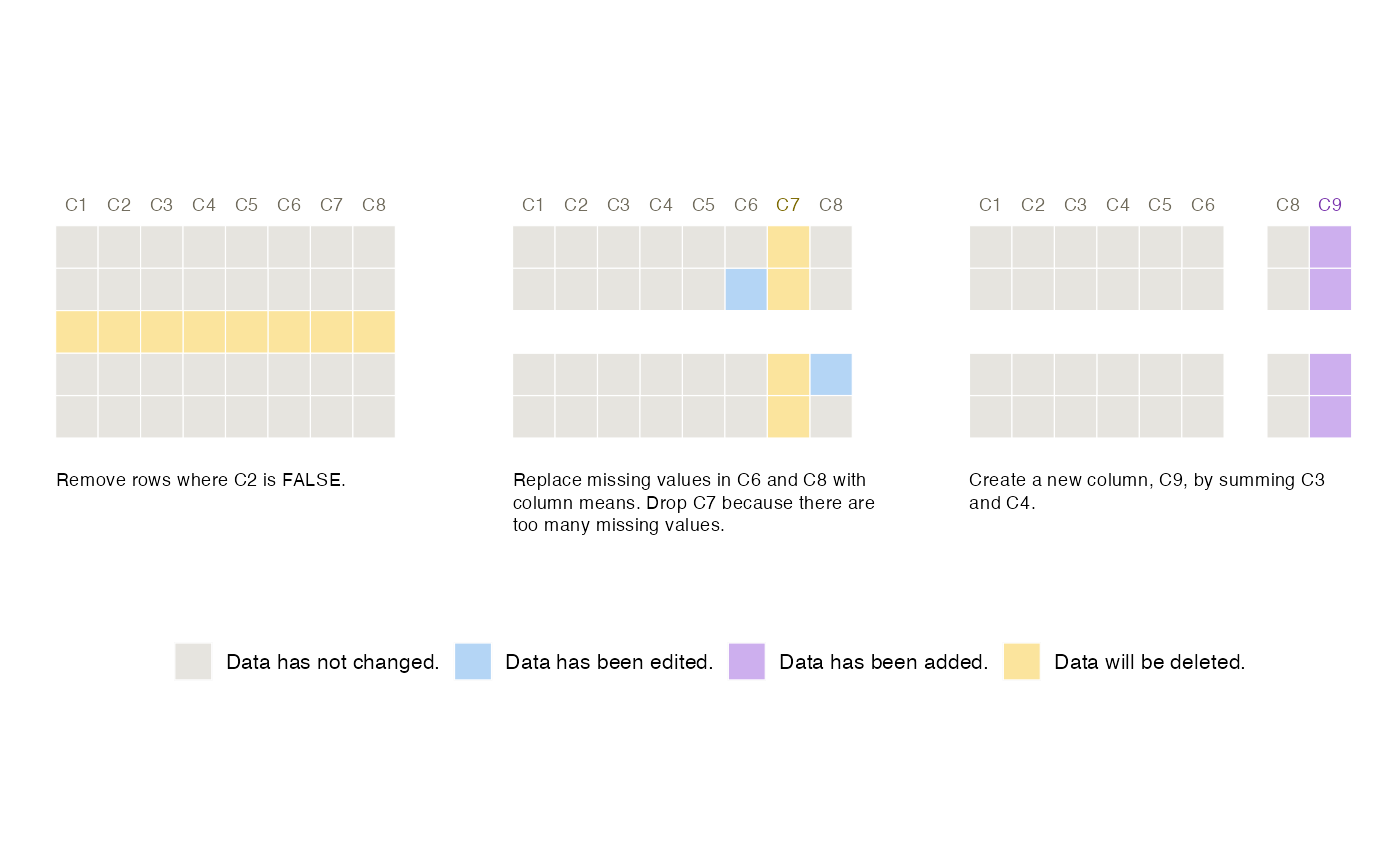 C1 C2 C3 C4 C5 C6 C7 C8
C1 C2 C3 C4 C5 C6 C7 C8
C1 C2 C3 C4 C5 C6 C8 C9
Remove rows where C2 is FALSE.
Replace missing values in C6 and C8 with
column means. Drop C7 because there are
too many missing values.
Create a new column, C9, by summing C3
and C4.
Data has not changed.
Data has been edited.
Data has been added.
Data will be deleted.